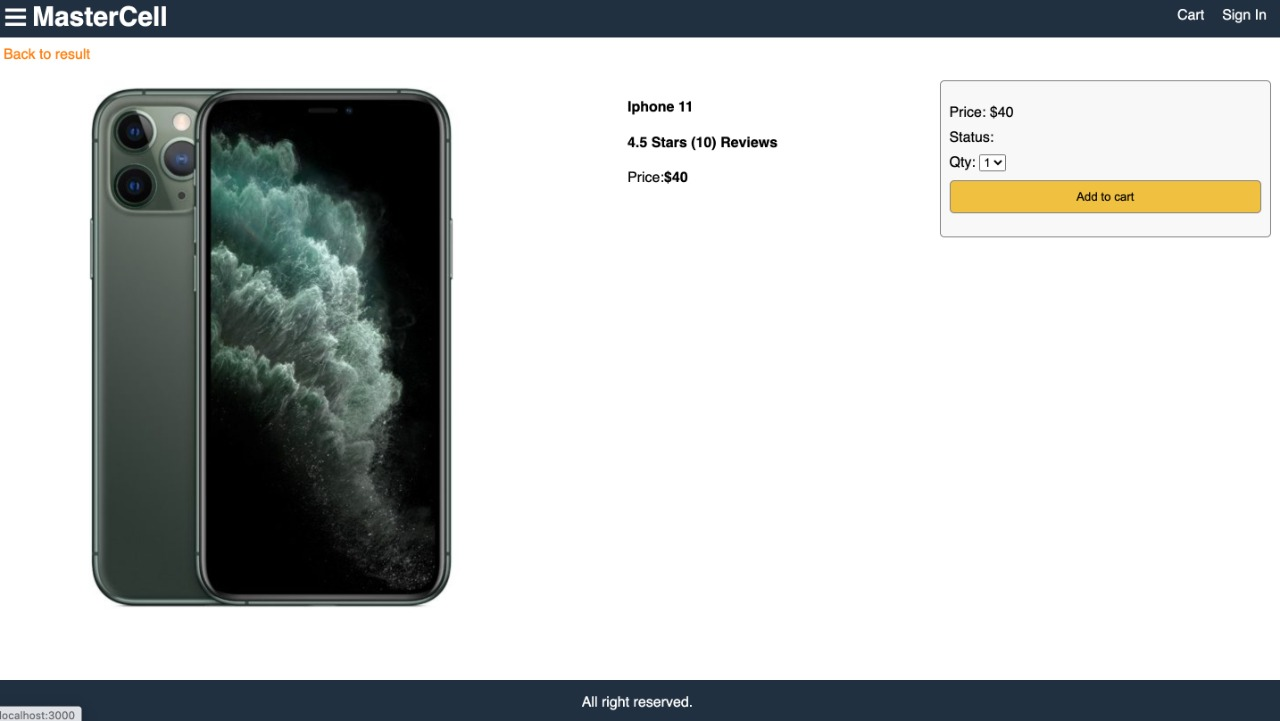 MasterCell
Cart Sign In
Back to result
Iphone 11
4.5 Stars (10) Reviews
Price:$40
Price: $40
Status:
Qty: 1
Add to cart
All right reserved.
localhost:3000